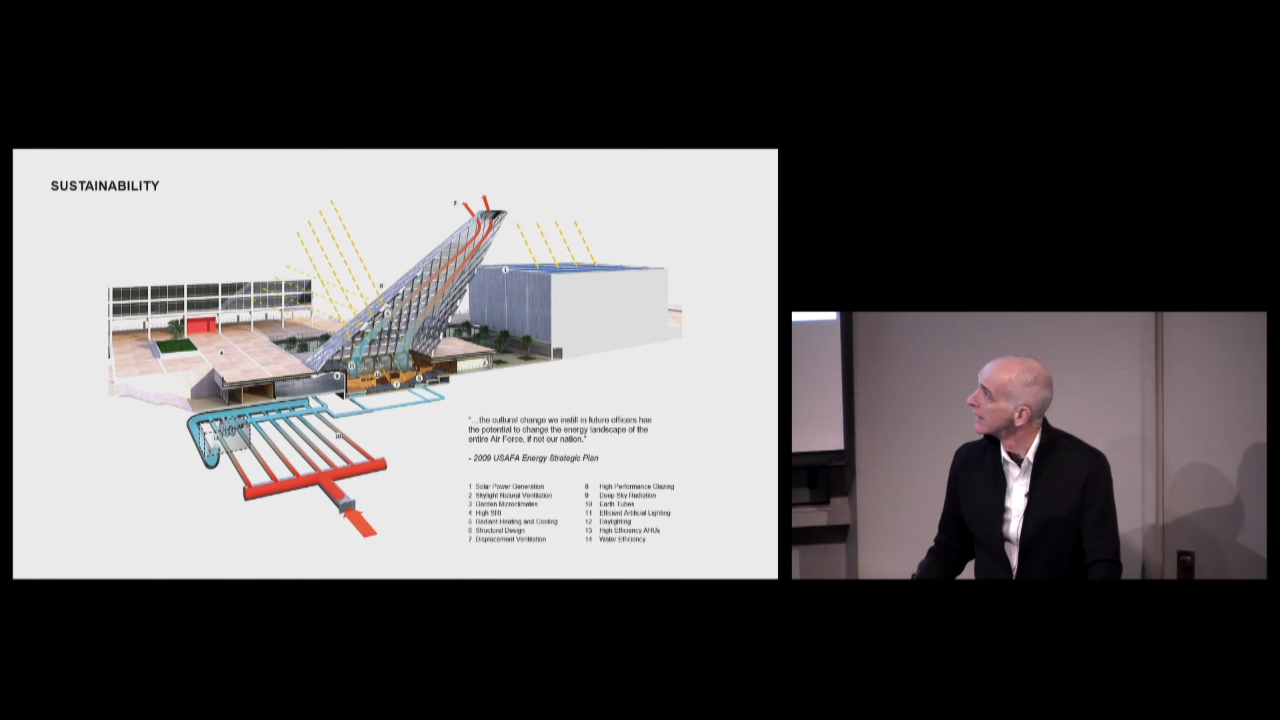 SUSTAINABILITY
"...the cultural change we instill in future officers has
the potential to change the energy landscape of the
entire Air Force, if not our nation."
- 2009 USAFA Energy Strategic Plan
1 Solar Power Generation
2 Skylight Natural Ventilation
3 Garden Microclimates
4 High SRI
5 Radiant Heating and Cooling
6 Structural Design
7 Displacement Ventilation
8 High Performance Glazing
9 Deep Sky Radiation
10 Earth Tubes
11 Efficient Artificial Lighting
12 Daylighting
13 High Efficiency AHUs
14 Water Efficiency